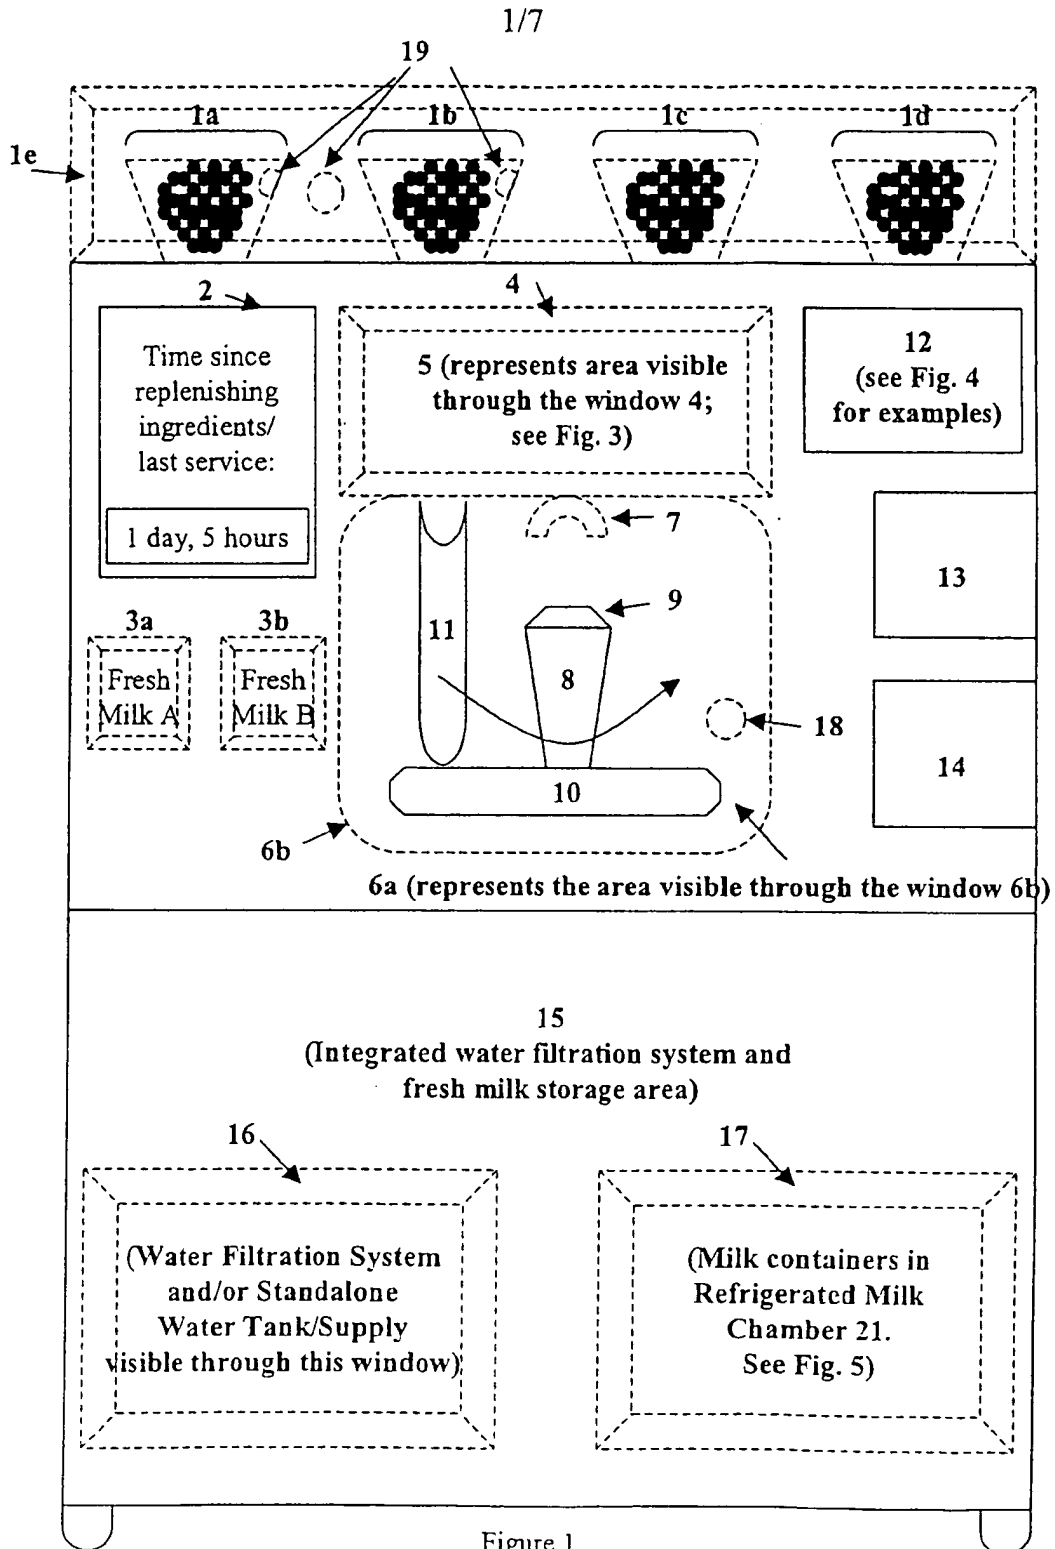 1/7
19
1a
1b
1c
1d
1e
2
4
Time since
replenishing
ingredients/
last service:
1 day, 5 hours
5 (represents area visible
through the window 4;
see Fig. 3)
12
(see Fig. 4
for examples)
7
13
3a
3b
9
11
8
Fresh
Milk A
Fresh
Milk B
18
14
10
6b
6a (represents the area visible through the window 6b)
15
(Integrated water filtration system and
fresh milk storage area)
16
17
(Water Filtration System
and/or Standalone
Water Tank/Supply
visible through this window)
(Milk containers in
Refrigerated Milk
Chamber 21.
See Fig. 5)
Figure 1